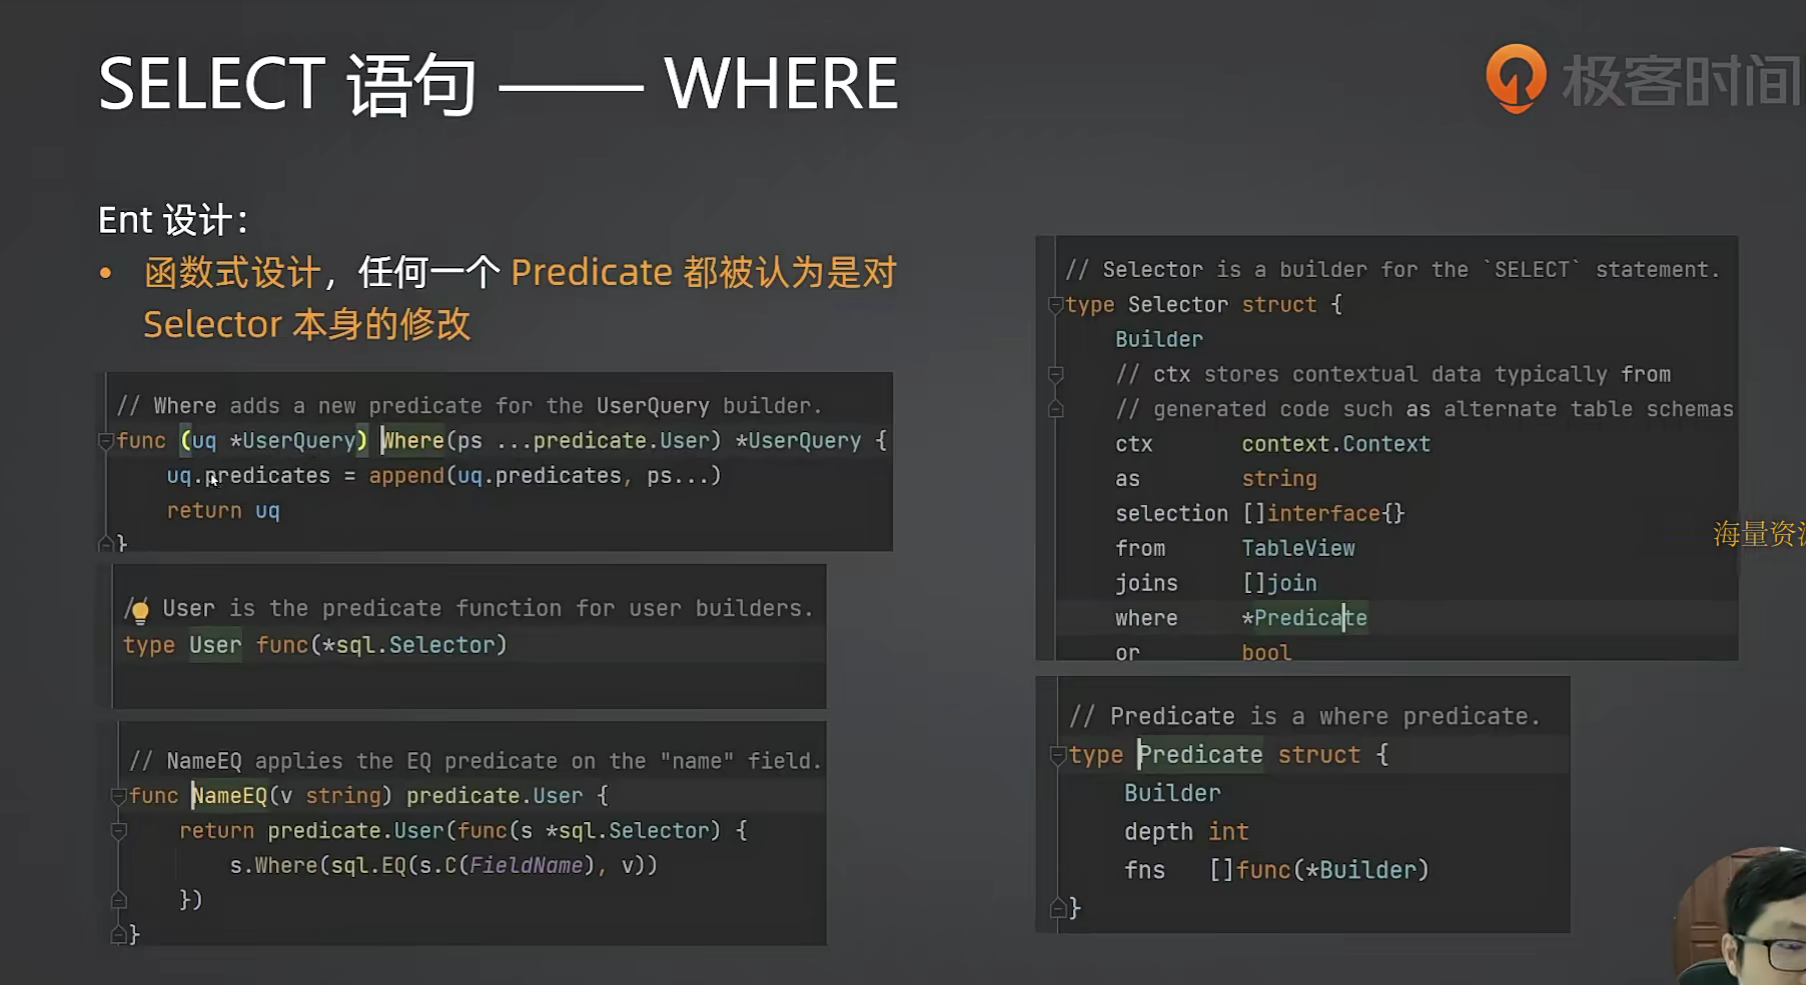 SELECT 语句 —— WHERE
极客时间
Ent 设计：
• 函数式设计，任何一个 Predicate 都被认为是对
Selector 本身的修改
// Where adds a new predicate for the UserQuery builder.
func (uq *UserQuery) Where(ps ...predicate.User) *UserQuery {
uq.predicates = append(uq.predicates, ps...)
return uq
}
// User is the predicate function for user builders.
type User func(*sql.Selector)
// NameEQ applies the EQ predicate on the "name" field.
func NameEQ(v string) predicate.User {
return predicate.User(func(s *sql.Selector) {
s.Where(sql.EQ(s.C(FieldName), v))
})
}
// Selector is a builder for the `SELECT` statement.
type Selector struct {
Builder
// ctx stores contextual data typically from
// generated code such as alternate table schemas
ctx context.Context
as string
selection []interface{}
from TableView
joins []join
where *Predicate
or bool
// Predicate is a where predicate.
type Predicate struct {
Builder
depth int
fns []func(*Builder)
}
海量资